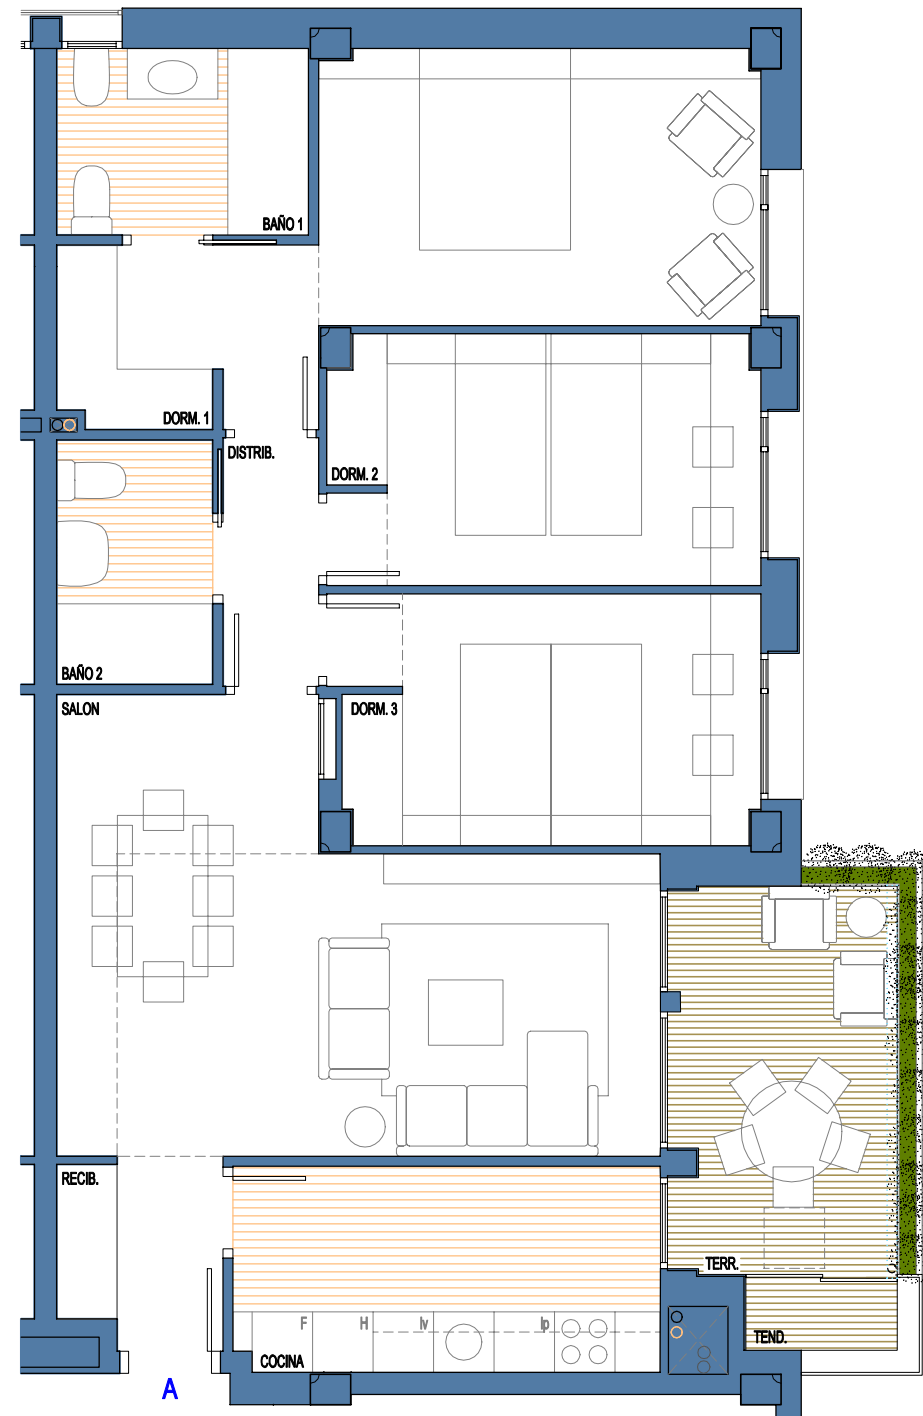 BAÑO 1
DORM. 1
DISTRIB.
DORM. 2
BAÑO 2
SALON
DORM. 3
RECIB.
TERR.
F H lv lp
TEND.
COCINA
A